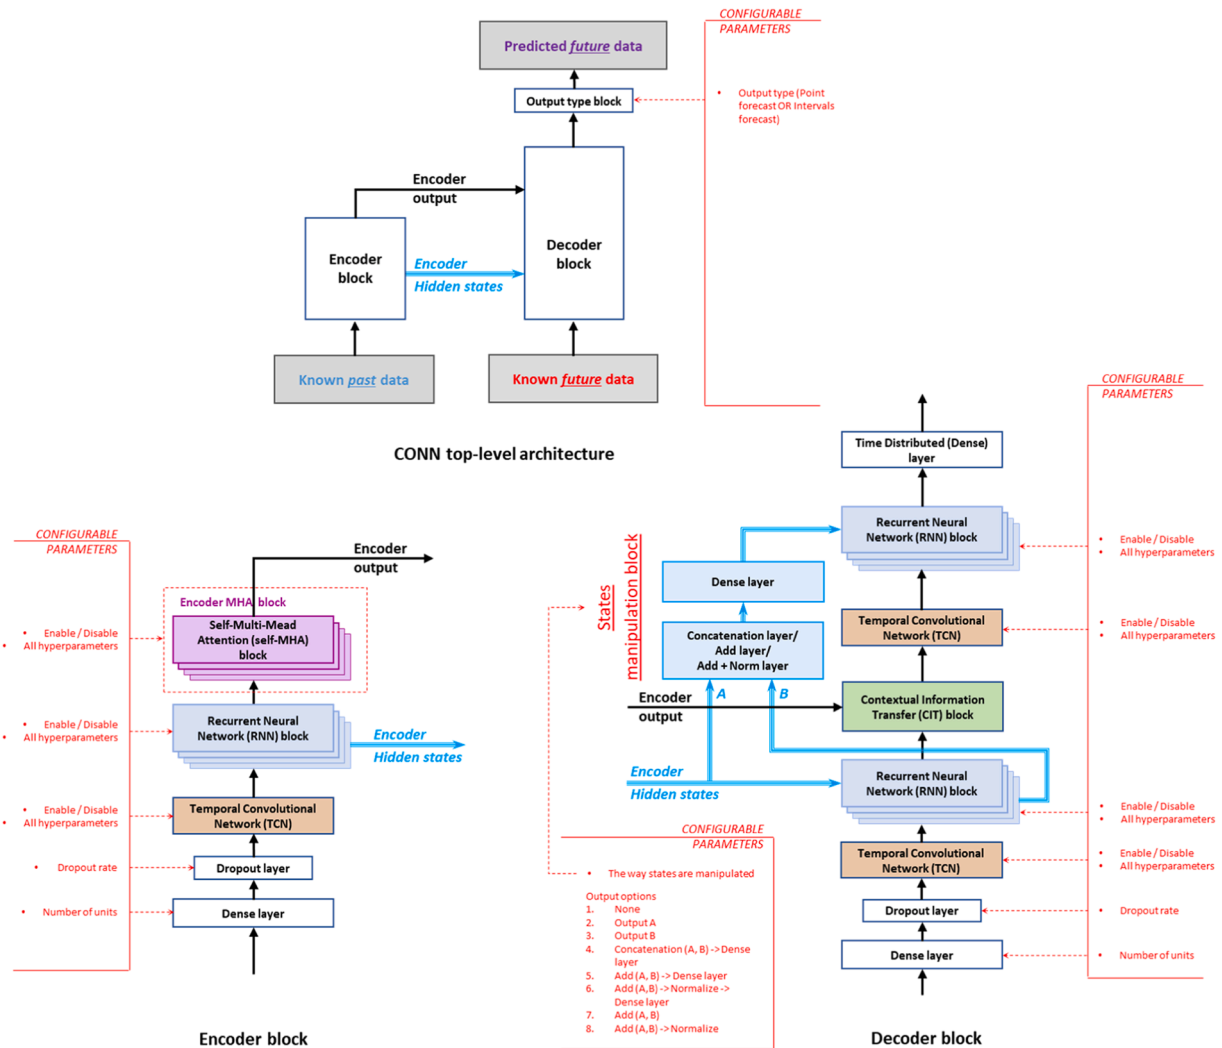 CONFIGURABLE
PARAMETERS
Predicted future data
Output type block
• Output type (Point
forecast OR Intervals
forecast)
Encoder
output
Encoder
block
Decoder
block
Encoder
Hidden states
Known past data
Known future data
CONN top-level architecture
CONFIGURABLE
PARAMETERS
Encoder
output
Encoder MHA block
Self-Multi-Mead
Attention (self-MHA)
block
• Enable / Disable
• All hyperparameters
Recurrent Neural
Network (RNN) block
• Enable / Disable
• All hyperparameters
Encoder
Hidden states
Temporal Convolutional
Network (TCN)
• Enable / Disable
• All hyperparameters
Dropout layer
• Dropout rate
Dense layer
• Number of units
Encoder block
CONFIGURABLE
PARAMETERS
Time Distributed (Dense)
layer
Recurrent Neural
Network (RNN) block
• Enable / Disable
• All hyperparameters
States
manipulation block
Dense layer
Temporal Convolutional
Network (TCN)
• Enable / Disable
• All hyperparameters
Concatenation layer/
Add layer/
Add + Norm layer
A
B
Encoder
output
Contextual Information
Transfer (CIT) block
Encoder
Hidden states
Recurrent Neural
Network (RNN) block
• Enable / Disable
• All hyperparameters
Temporal Convolutional
Network (TCN)
• Enable / Disable
• All hyperparameters
Dropout layer
• Dropout rate
Dense layer
• Number of units
CONFIGURABLE
PARAMETERS
• The way states are manipulated
Output options
1. None
2. Output A
3. Output B
4. Concatenation (A, B) -> Dense
layer
5. Add (A, B) -> Dense layer
6. Add (A,B) -> Normalize ->
Dense layer
7. Add (A, B)
8. Add (A,B) -> Normalize
Decoder block